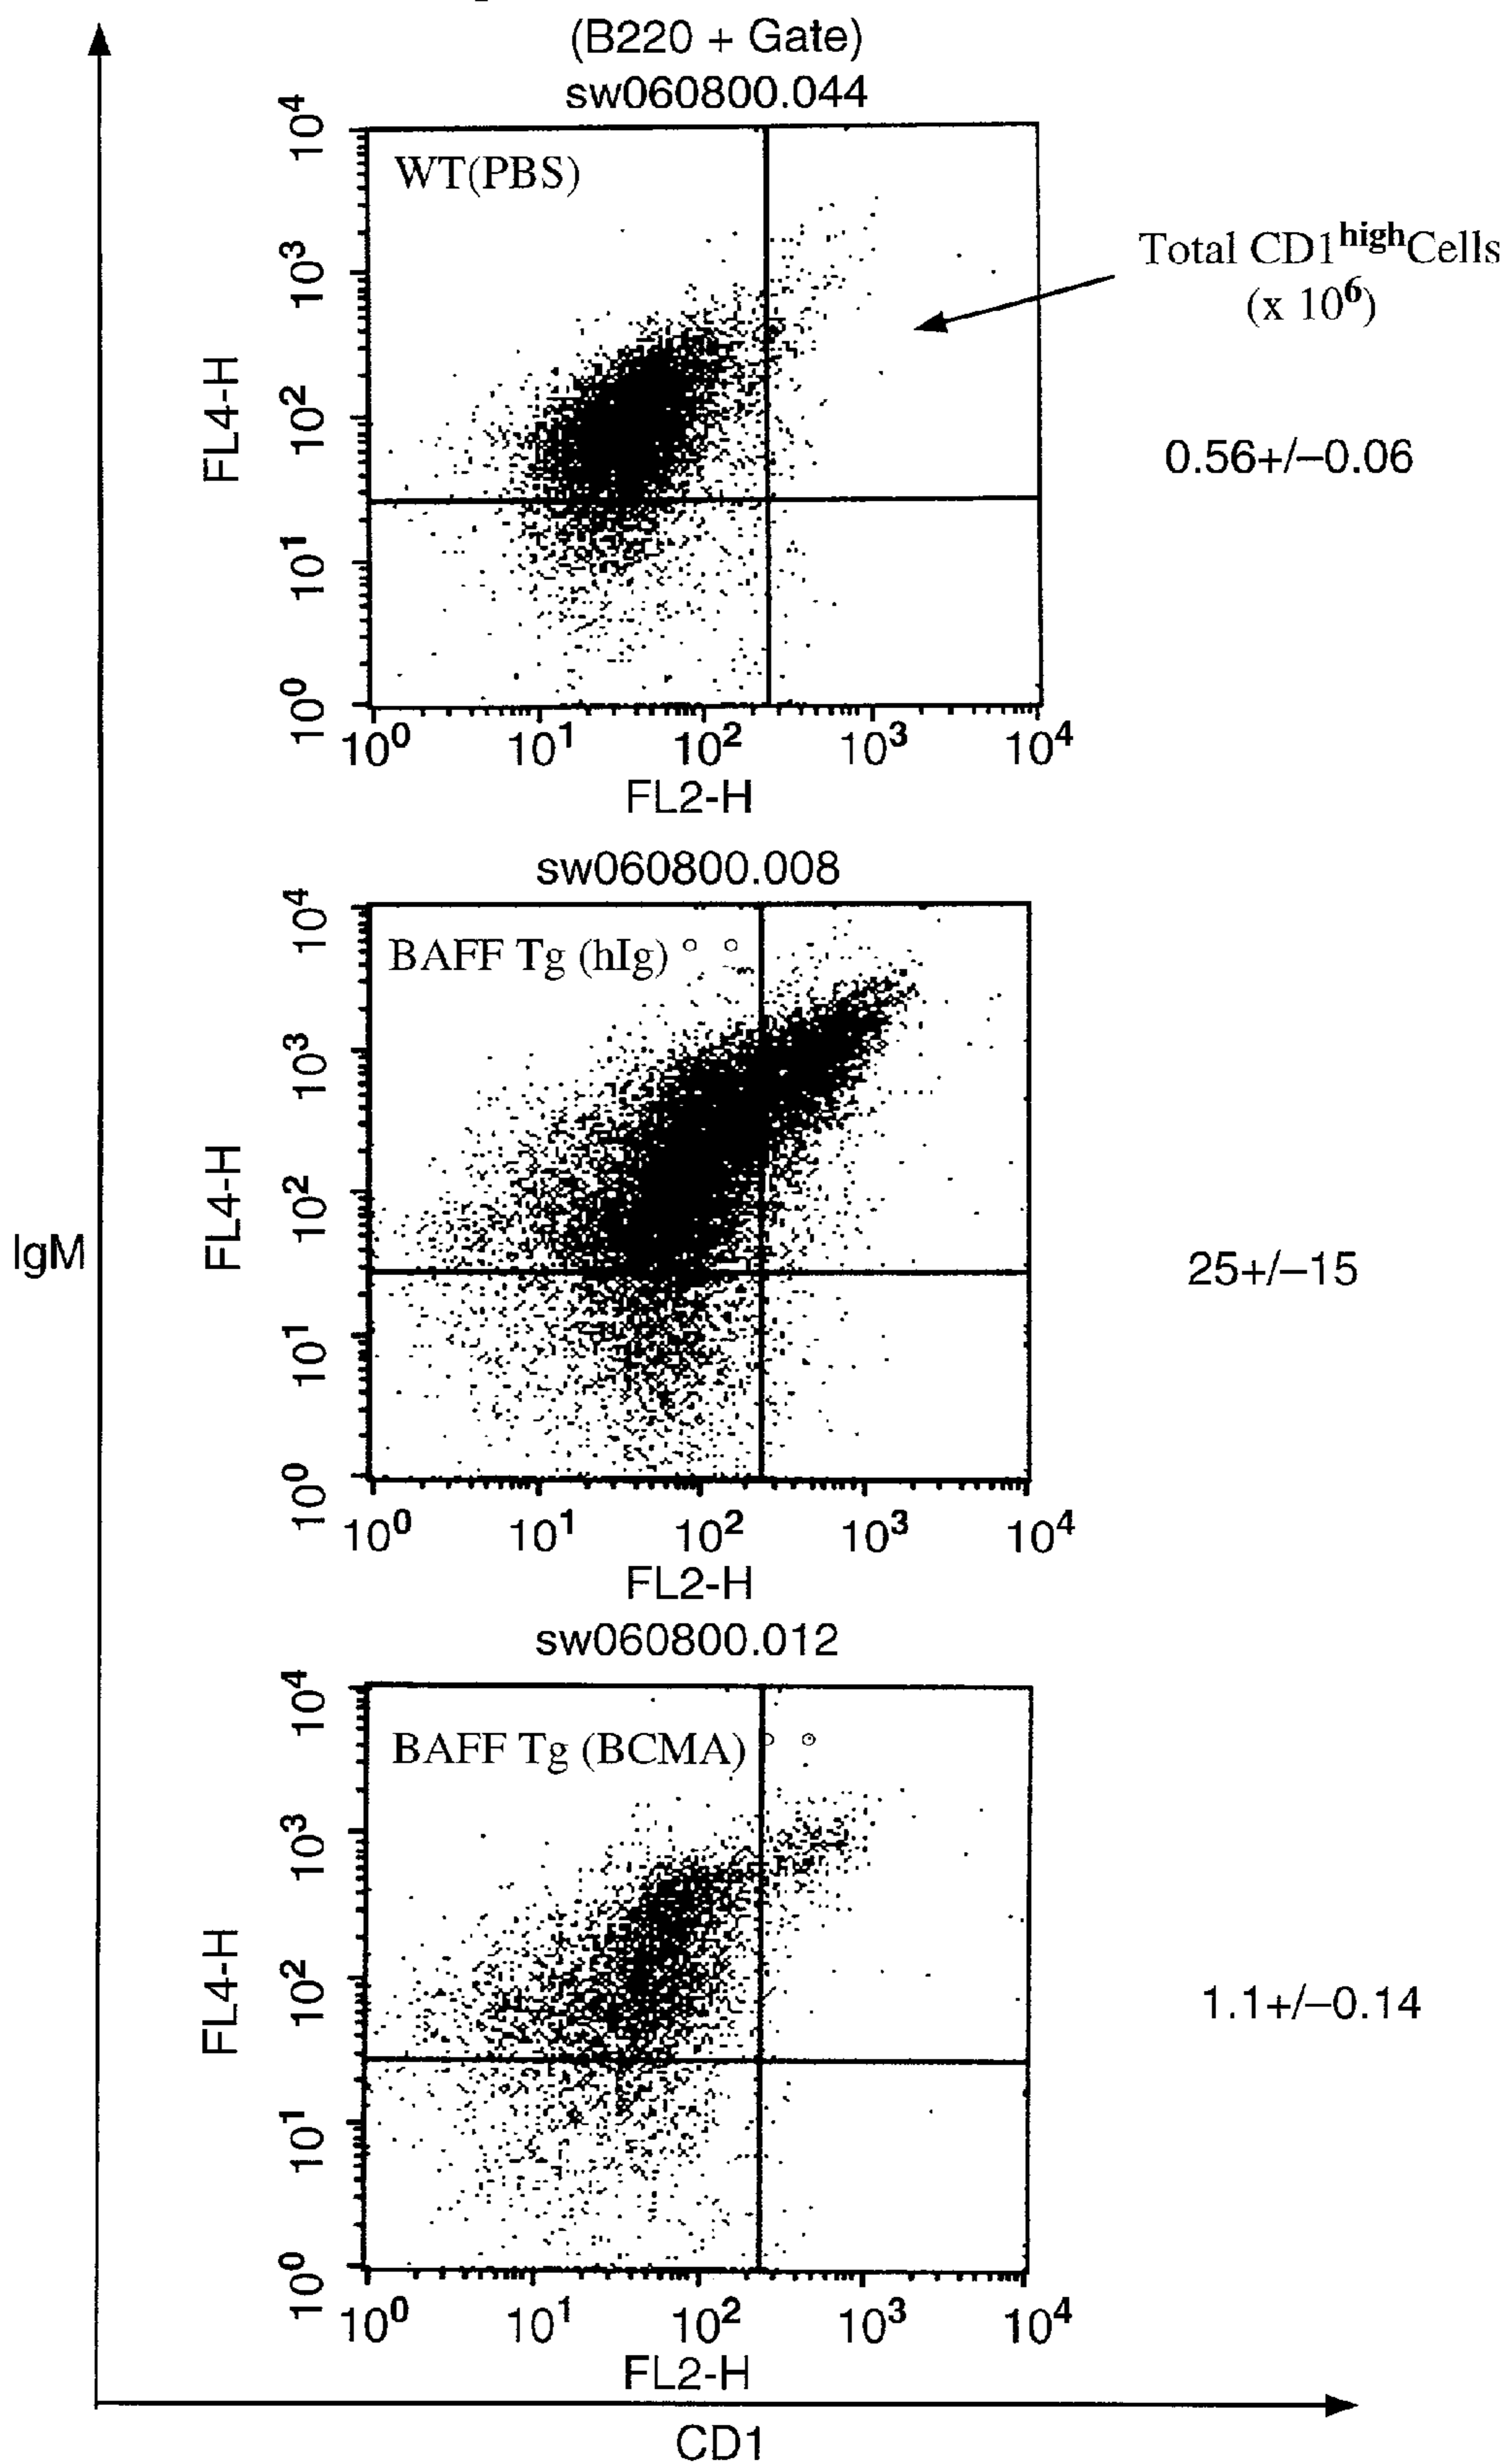 (B220 + Gate)
sw060800.044
WT(PBS)
10⁴
10³
10²
10¹
10⁰
FL4-H
10⁰ 10¹ 10² 10³ 10⁴
FL2-H
Total CD1highCells
(x 10⁶)
0.56+/–0.06
sw060800.008
BAFF Tg (hIg)
10⁴
10³
10²
10¹
10⁰
FL4-H
10⁰ 10¹ 10² 10³ 10⁴
FL2-H
IgM
25+/–15
sw060800.012
BAFF Tg (BCMA)
10⁴
10³
10²
10¹
10⁰
FL4-H
10⁰ 10¹ 10² 10³ 10⁴
FL2-H
1.1+/–0.14
CD1